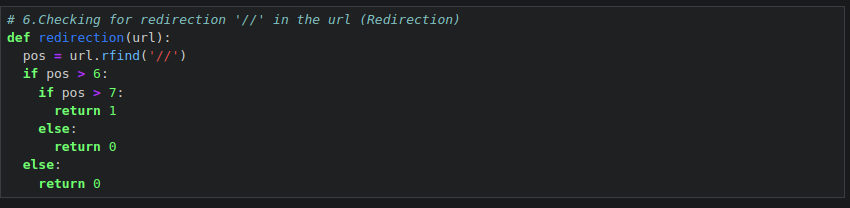 # 6.Checking for redirection '//' in the url (Redirection)
def redirection(url):
  pos = url.rfind('//')
  if pos > 6:
    if pos > 7:
      return 1
    else:
      return 0
  else:
    return 0